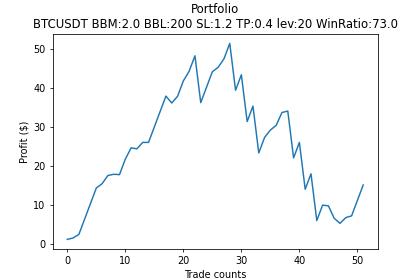 Portfolio
BTCUSDT BBM:2.0 BBL:200 SL:1.2 TP:0.4 lev:20 WinRatio:73.0
50
40
30
20
10
0
Profit ($)
0 10 20 30 40 50
Trade counts